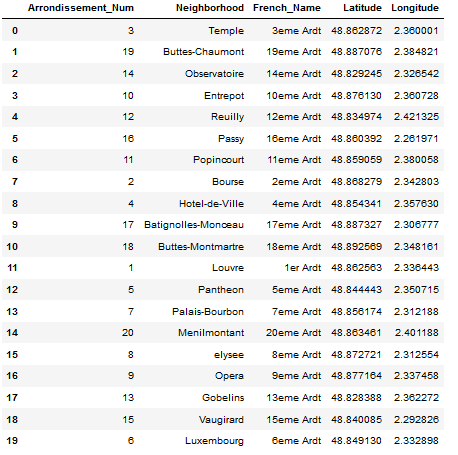 Arrondissement_Num Neighborhood French_Name Latitude Longitude
0 3 Temple 3eme Ardt 48.862872 2.360001
1 19 Buttes-Chaumont 19eme Ardt 48.887076 2.384821
2 14 Observatoire 14eme Ardt 48.829245 2.326542
3 10 Entrepot 10eme Ardt 48.876130 2.360728
4 12 Reuilly 12eme Ardt 48.834974 2.421325
5 16 Passy 16eme Ardt 48.860392 2.261971
6 11 Popincourt 11eme Ardt 48.859059 2.380058
7 2 Bourse 2eme Ardt 48.868279 2.342803
8 4 Hotel-de-Ville 4eme Ardt 48.854341 2.357630
9 17 Batignolles-Monceau 17eme Ardt 48.887327 2.306777
10 18 Buttes-Montmartre 18eme Ardt 48.892569 2.348161
11 1 Louvre 1er Ardt 48.862563 2.336443
12 5 Pantheon 5eme Ardt 48.844443 2.350715
13 7 Palais-Bourbon 7eme Ardt 48.856174 2.312188
14 20 Menilmontant 20eme Ardt 48.863461 2.401188
15 8 elysee 8eme Ardt 48.872721 2.312554
16 9 Opera 9eme Ardt 48.877164 2.337458
17 13 Gobelins 13eme Ardt 48.828388 2.362272
18 15 Vaugirard 15eme Ardt 48.840085 2.292826
19 6 Luxembourg 6eme Ardt 48.849130 2.332898